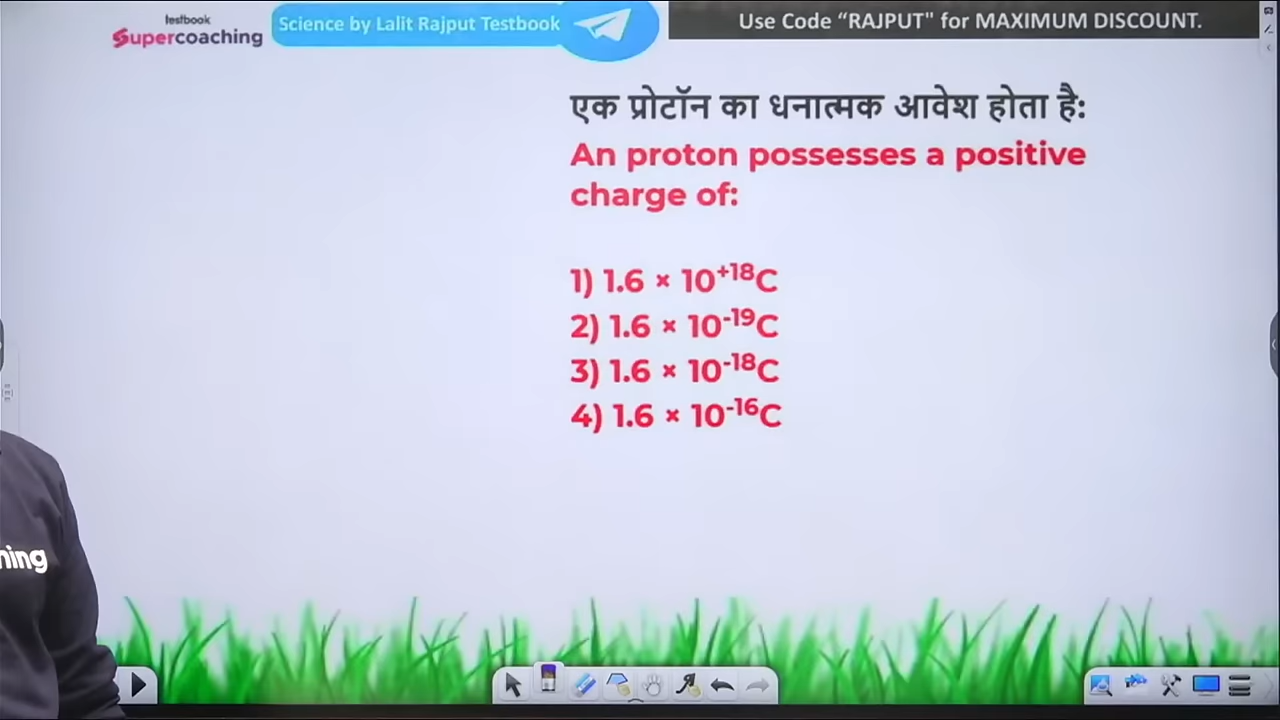 testbook
Supercoaching
Science by Lalit Rajput Testbook
Use Code “RAJPUT" for MAXIMUM DISCOUNT.
एक प्रोटॉन का धनात्मक आवेश होता है:
An proton possesses a positive
charge of:
1) 1.6 × 10⁺¹⁸C
2) 1.6 × 10⁻¹⁹C
3) 1.6 × 10⁻¹⁸C
4) 1.6 × 10⁻¹⁶C